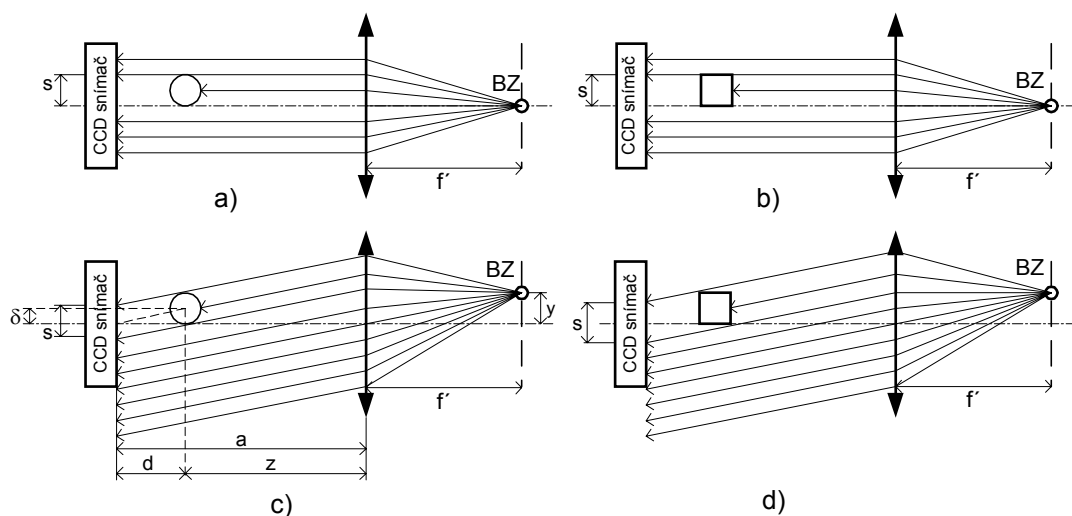 CCD snímač
s
BZ
f´
a)
CCD snímač
s
BZ
f´
b)
CCD snímač
δ
s
BZ
y
f´
a
d
z
c)
CCD snímač
s
BZ
f´
d)